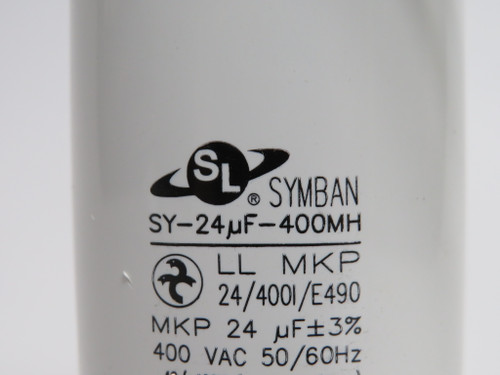 SL ® SYMBAN
SY-24µF-400MH
LL MKP
24/400I/E490
MKP 24 µF±3%
400 VAC 50/60Hz